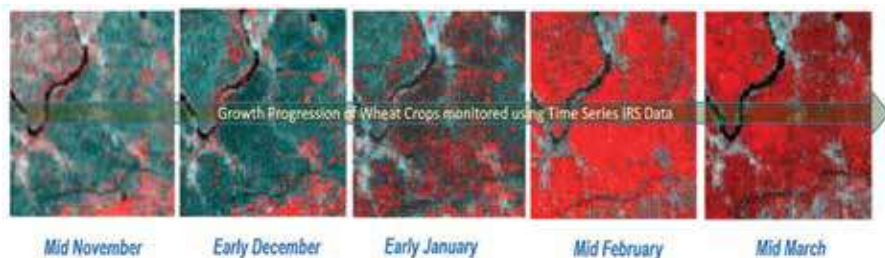 Growth Progression of Wheat Crops monitored using Time Series IRS Data
Mid November Early December Early January Mid February Mid March